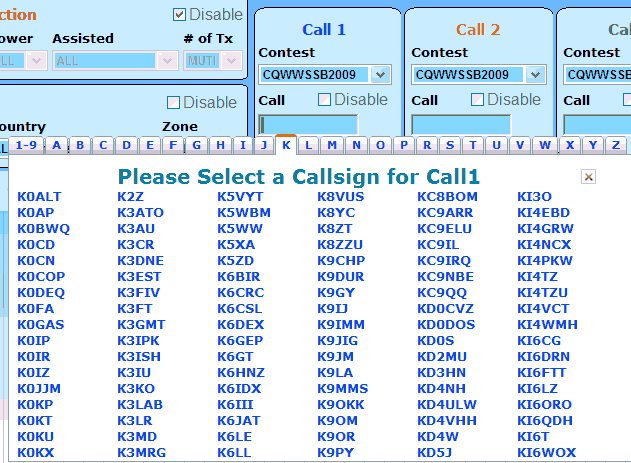 ction Disable
ower Assisted # of Tx
LL ALL MULTI
Disable
ountry Zone
Call 1
Contest
CQWWSSB2009
Call Disable
Call 2
Contest
CQWWSSB2009
Call Disable
Cal
Contest
CQWWSS
Call
1-9 A B C D E F G H I J K L M N O P R S T U V W X Y Z
Please Select a Callsign for Call1
K0ALT K2Z K5VYT K8VUS KC8BOM KI3O
K0AP K3ATO K5WBM K8YC KC9ARR KI4EBD
K0BWQ K3AU K5WW K8ZT KC9ELU KI4GRW
K0CD K3CR K5XA K8ZZU KC9IL KI4NCX
K0CN K3DNE K5ZD K9CHP KC9IRQ KI4PKW
K0COP K3EST K6BIR K9DUR KC9NBE KI4TZ
K0DEQ K3FIV K6CRC K9GY KC9QQ KI4TZU
K0FA K3FT K6CSL K9IJ KD0CVZ KI4VCT
K0GAS K3GMT K6DEX K9IMM KD0DOS KI4WMH
K0IP K3IPK K6GEP K9JIG KD0S KI6CG
K0IR K3ISH K6GT K9JM KD2MU KI6DRN
K0IZ K3IU K6HNZ K9LA KD3HN KI6FTT
K0JJM K3KO K6IDX K9MMS KD4NH KI6LZ
K0KP K3LAB K6III K9OKK KD4ULW KI6ORO
K0KT K3LR K6JAT K9OM KD4VHH KI6QDH
K0KU K3MD K6LE K9OR KD4W KI6T
K0KX K3MRG K6LL K9PY KD5J KI6WOX